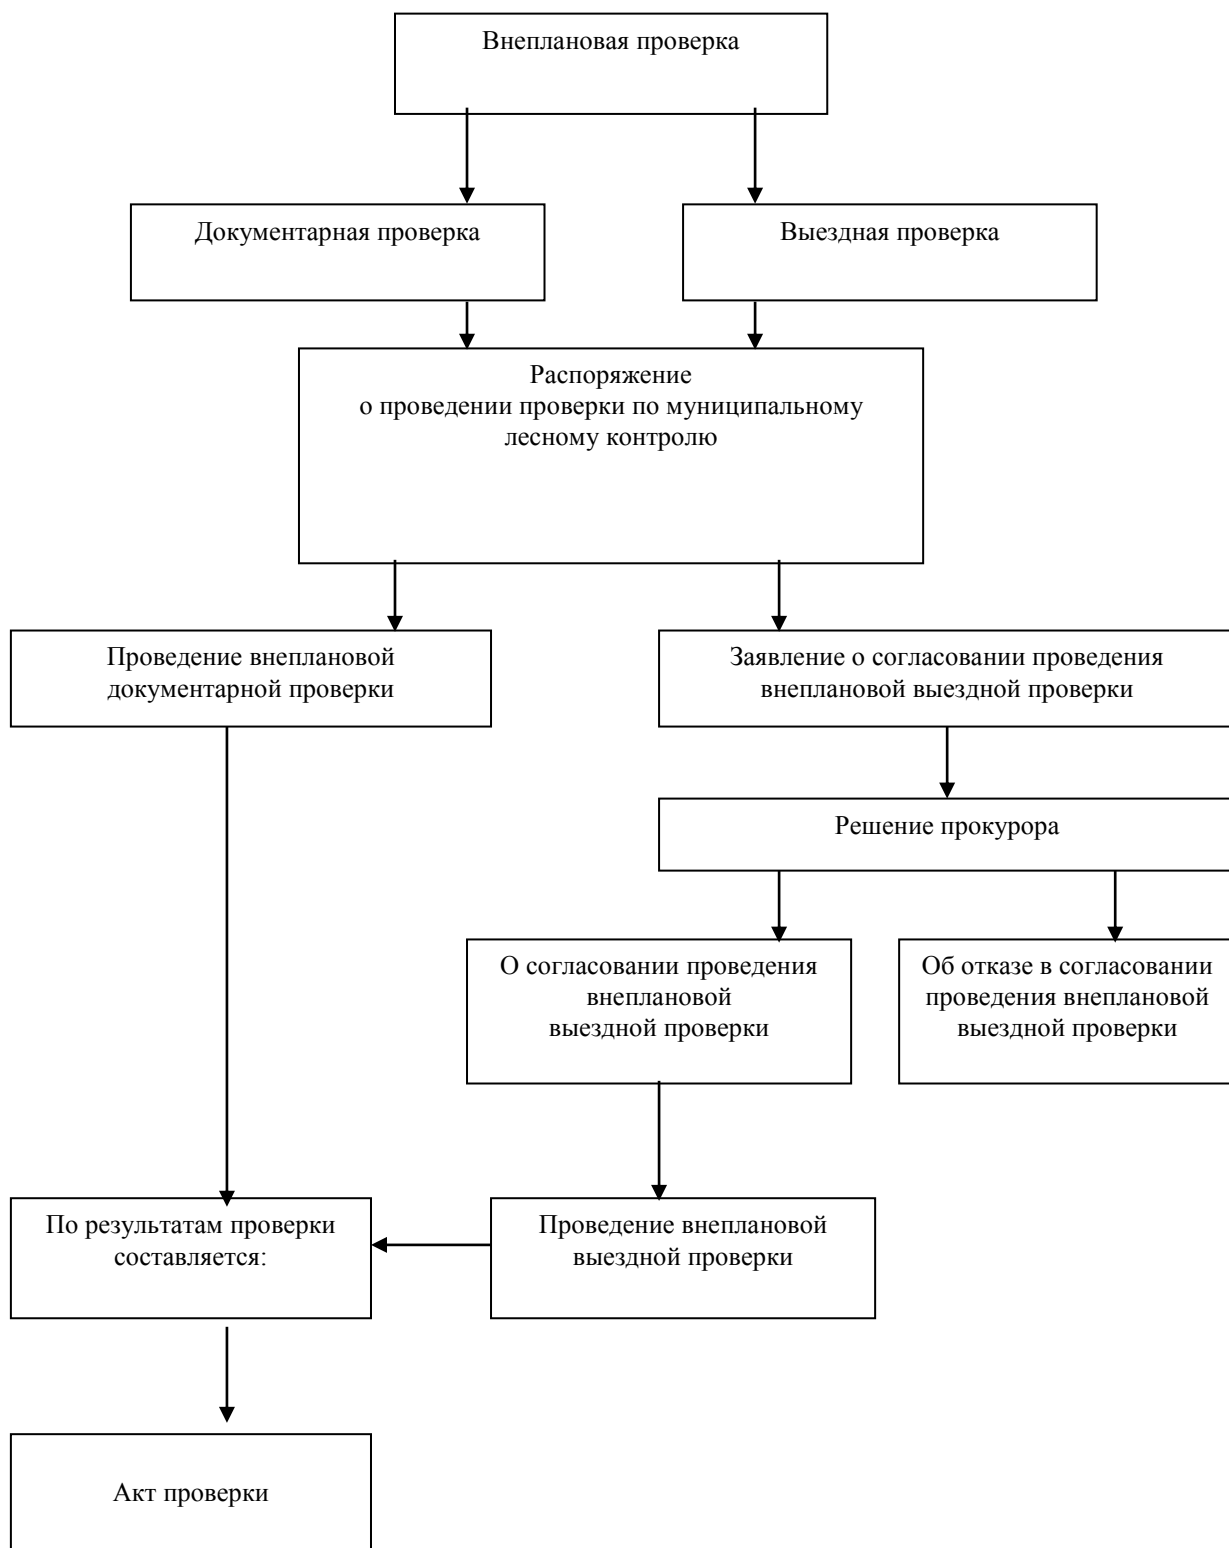 Внеплановая проверка
Документарная проверка
Выездная проверка
Распоряжение
о проведении проверки по муниципальному
лесному контролю
Проведение внеплановой
документарной проверки
Заявление о согласовании проведения
внеплановой выездной проверки
Решение прокурора
О согласовании проведения
внеплановой
выездной проверки
Об отказе в согласовании
проведения внеплановой
выездной проверки
По результатам проверки
составляется:
Проведение внеплановой
выездной проверки
Акт проверки